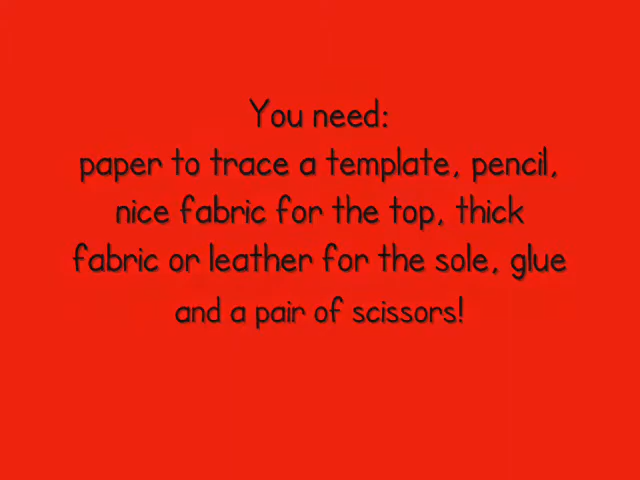 You need:
paper to trace a template, pencil,
nice fabric for the top, thick
fabric or leather for the sole, glue
and a pair of scissors!